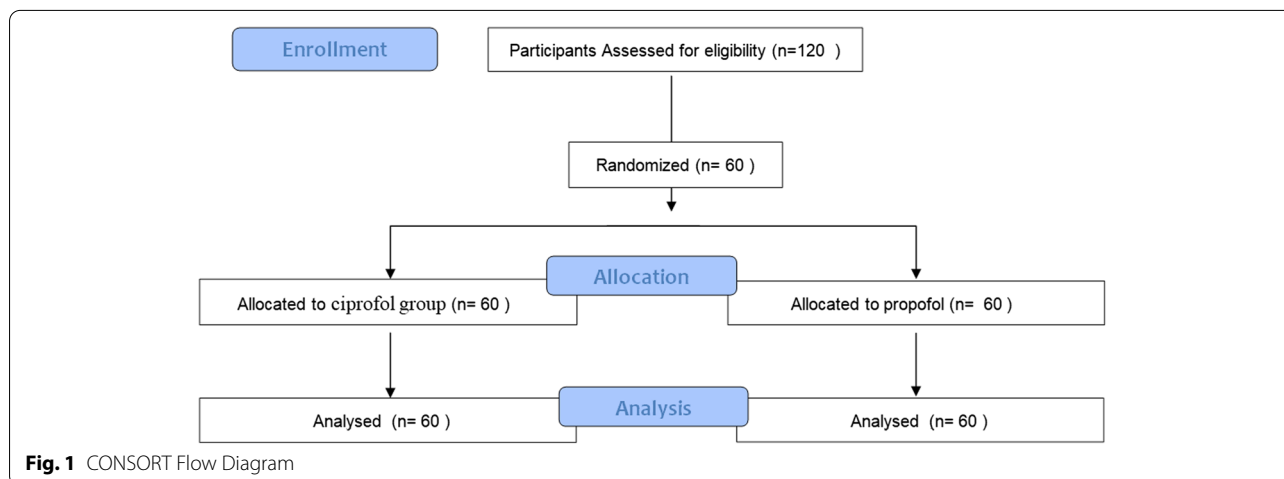 Enrollment
Participants Assessed for eligibility (n=120 )
Randomized (n= 60 )
Allocation
Allocated to ciprofol group (n= 60 )
Allocated to propofol (n= 60 )
Analysis
Analysed (n= 60 )
Analysed (n= 60 )
Fig. 1 CONSORT Flow Diagram